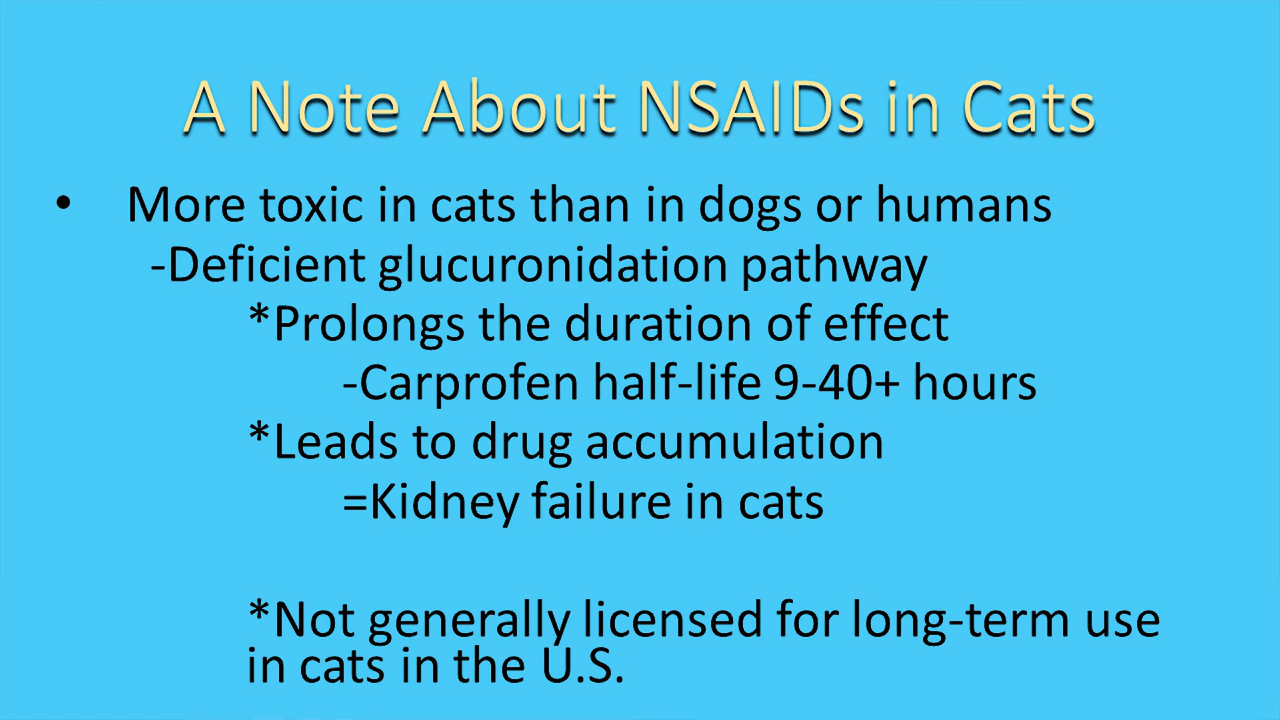 A Note About NSAIDs in Cats
• More toxic in cats than in dogs or humans
-Deficient glucuronidation pathway
*Prolongs the duration of effect
-Carprofen half-life 9-40+ hours
*Leads to drug accumulation
=Kidney failure in cats
*Not generally licensed for long-term use
in cats in the U.S.